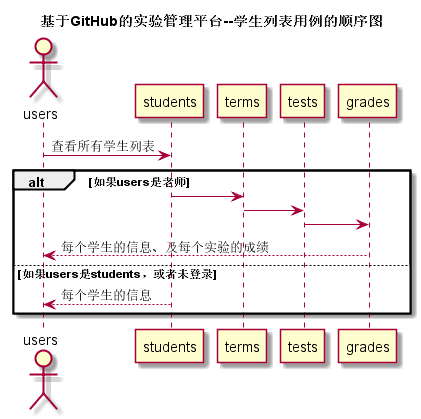 基于GitHub的实验管理平台--学生列表用例的顺序图
users
students
terms
tests
grades
查看所有学生列表
alt
[如果users是老师]
每个学生的信息、及每个实验的成绩
[如果users是students，或者未登录]
每个学生的信息
users
students
terms
tests
grades